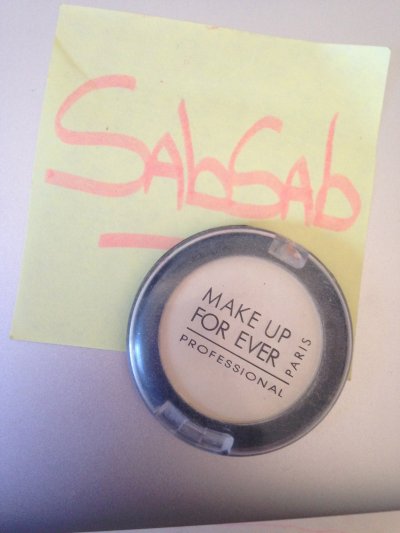 SabSab
MAKE UP
FOR EVER
PARIS
PROFESSIONAL